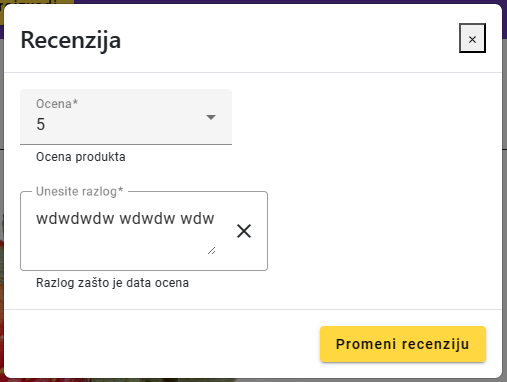 Recenzija
×
Ocena*
5
Ocena produkta
Unesite razlog*
wdwdwdw wdwdw wdw
Razlog zašto je data ocena
Promeni recenziju